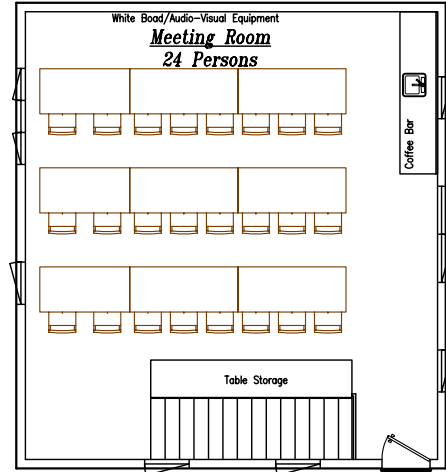 White Boad/Audio-Visual Equipment
Meeting Room
24 Persons
Coffee Bar
Table Storage